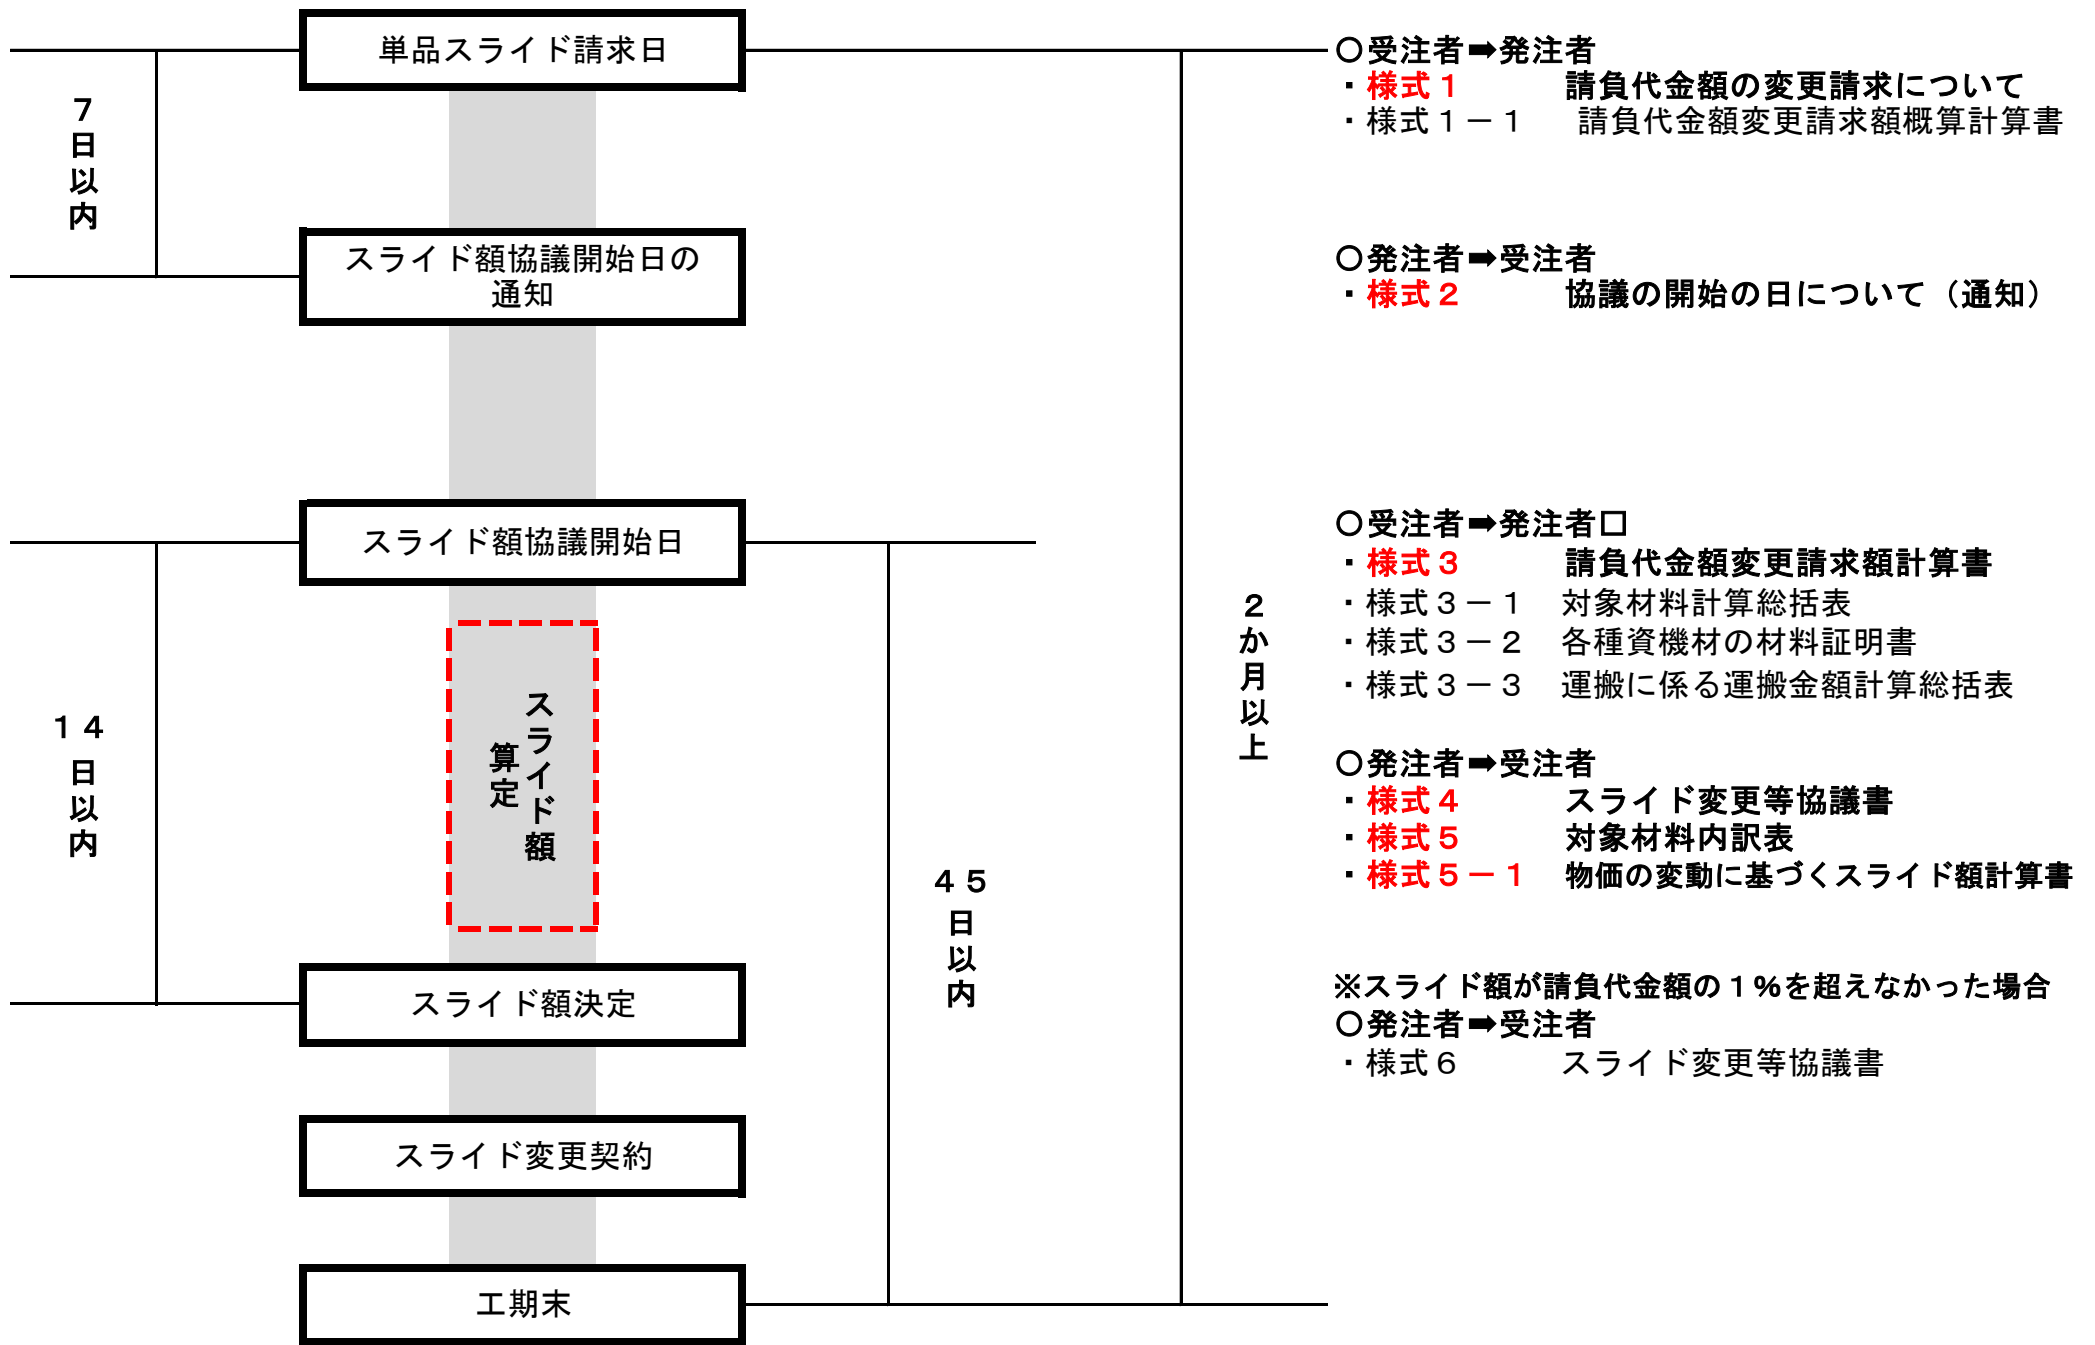 単品スライド請求日
7日以内
スライド額協議開始日の
通知
スライド額協議開始日
14日以内
スライド額
算定
45日以内
2か月以上
スライド額決定
スライド変更契約
工期末
〇受注者➡発注者
・様式1 請負代金額の変更請求について
・様式1－1 請負代金額変更請求額概算計算書
〇発注者➡受注者
・様式2 協議の開始の日について（通知）
〇受注者➡発注者□
・様式3 請負代金額変更請求額計算書
・様式3－1 対象材料計算総括表
・様式3－2 各種資機材の材料証明書
・様式3－3 運搬に係る運搬金額計算総括表
〇発注者➡受注者
・様式4 スライド変更等協議書
・様式5 対象材料内訳表
・様式5－1 物価の変動に基づくスライド額計算書
※スライド額が請負代金額の1%を超えなかった場合
〇発注者➡受注者
・様式6 スライド変更等協議書